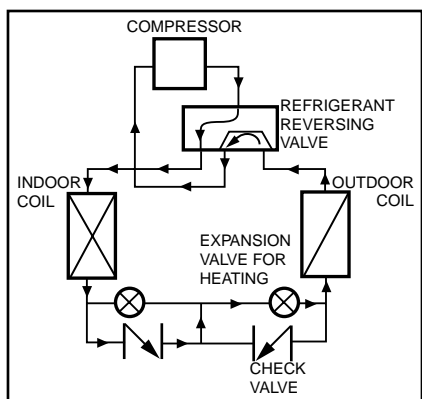 COMPRESSOR
REFRIGERANT
REVERSING
VALVE
INDOOR
COIL
OUTDOOR
COIL
EXPANSION
VALVE FOR
HEATING
CHECK
VALVE